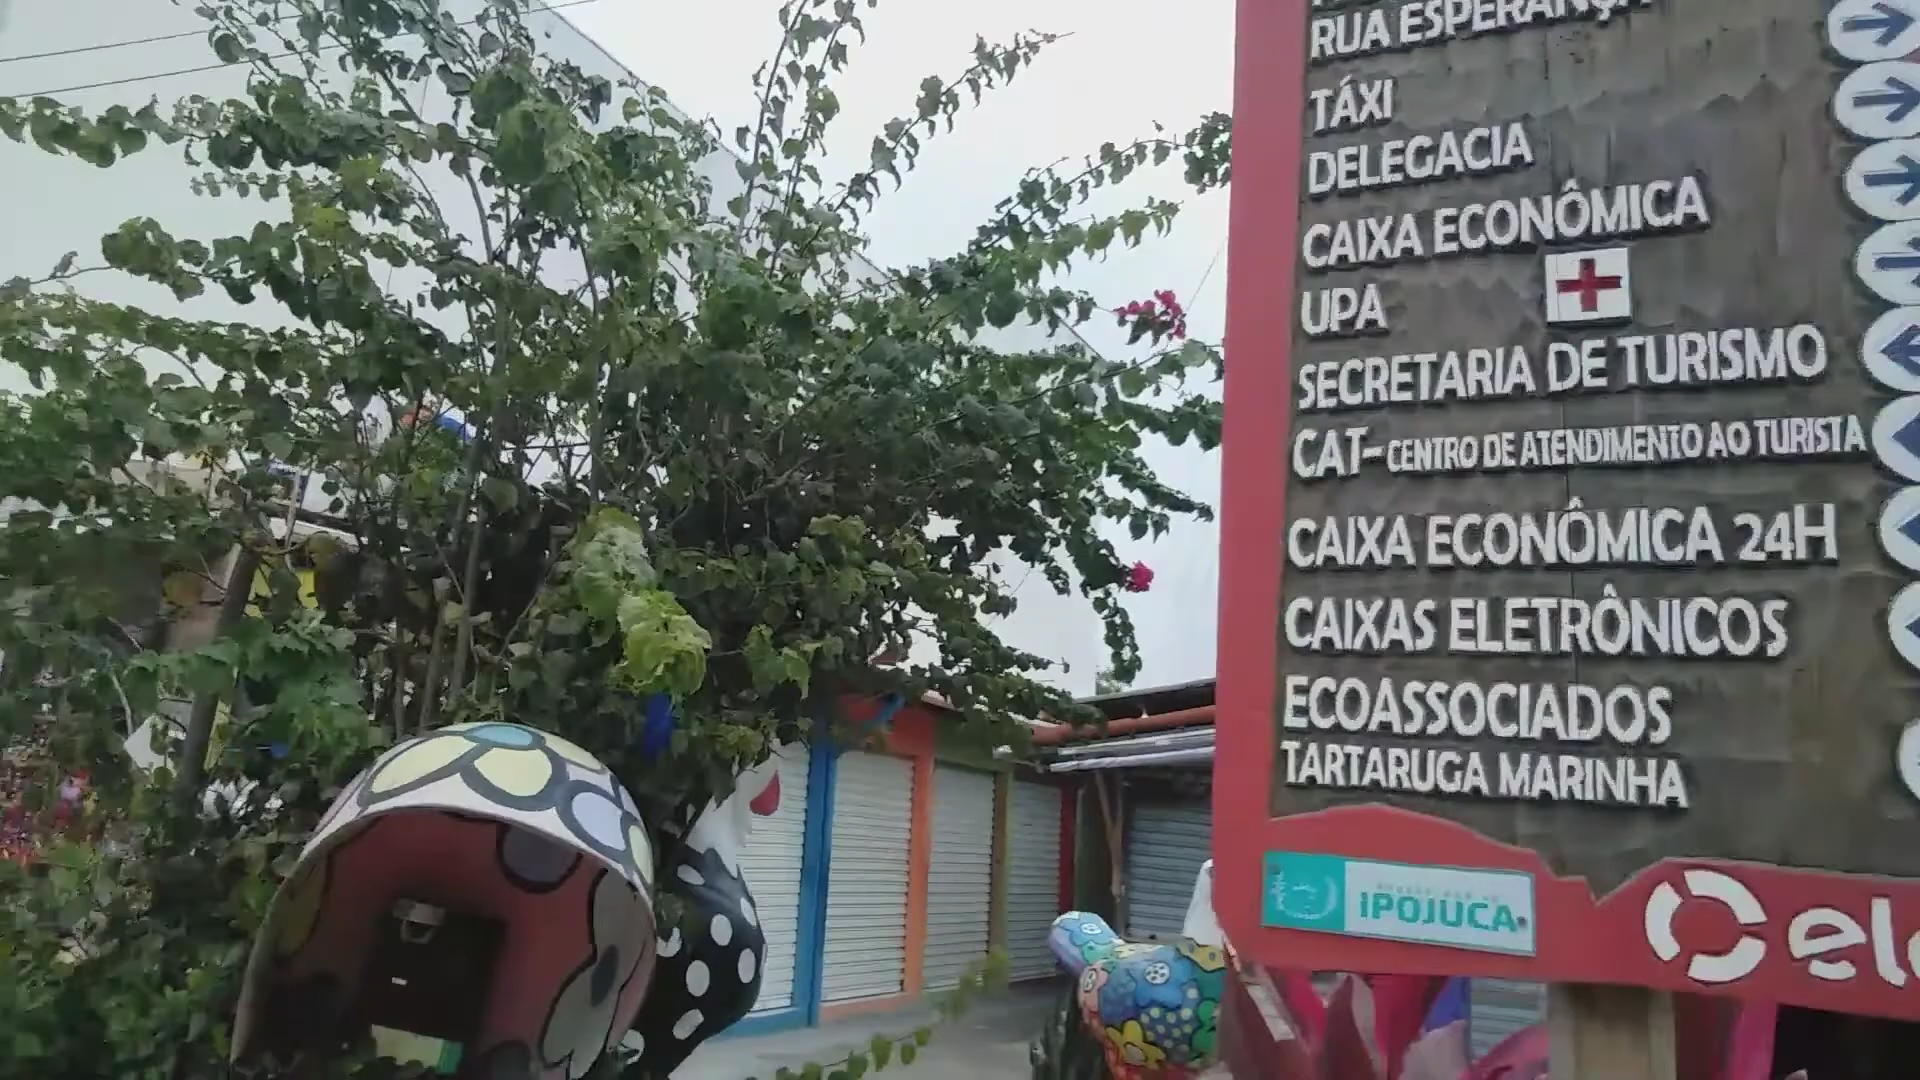 RUA ESPERANÇA
TÁXI
DELEGACIA
CAIXA ECONÔMICA
UPA
SECRETARIA DE TURISMO
CAT-CENTRO DE ATENDIMENTO AO TURISTA
CAIXA ECONÔMICA 24H
CAIXAS ELETRÔNICOS
ECOASSOCIADOS
TARTARUGA MARINHA
IPOJUCA